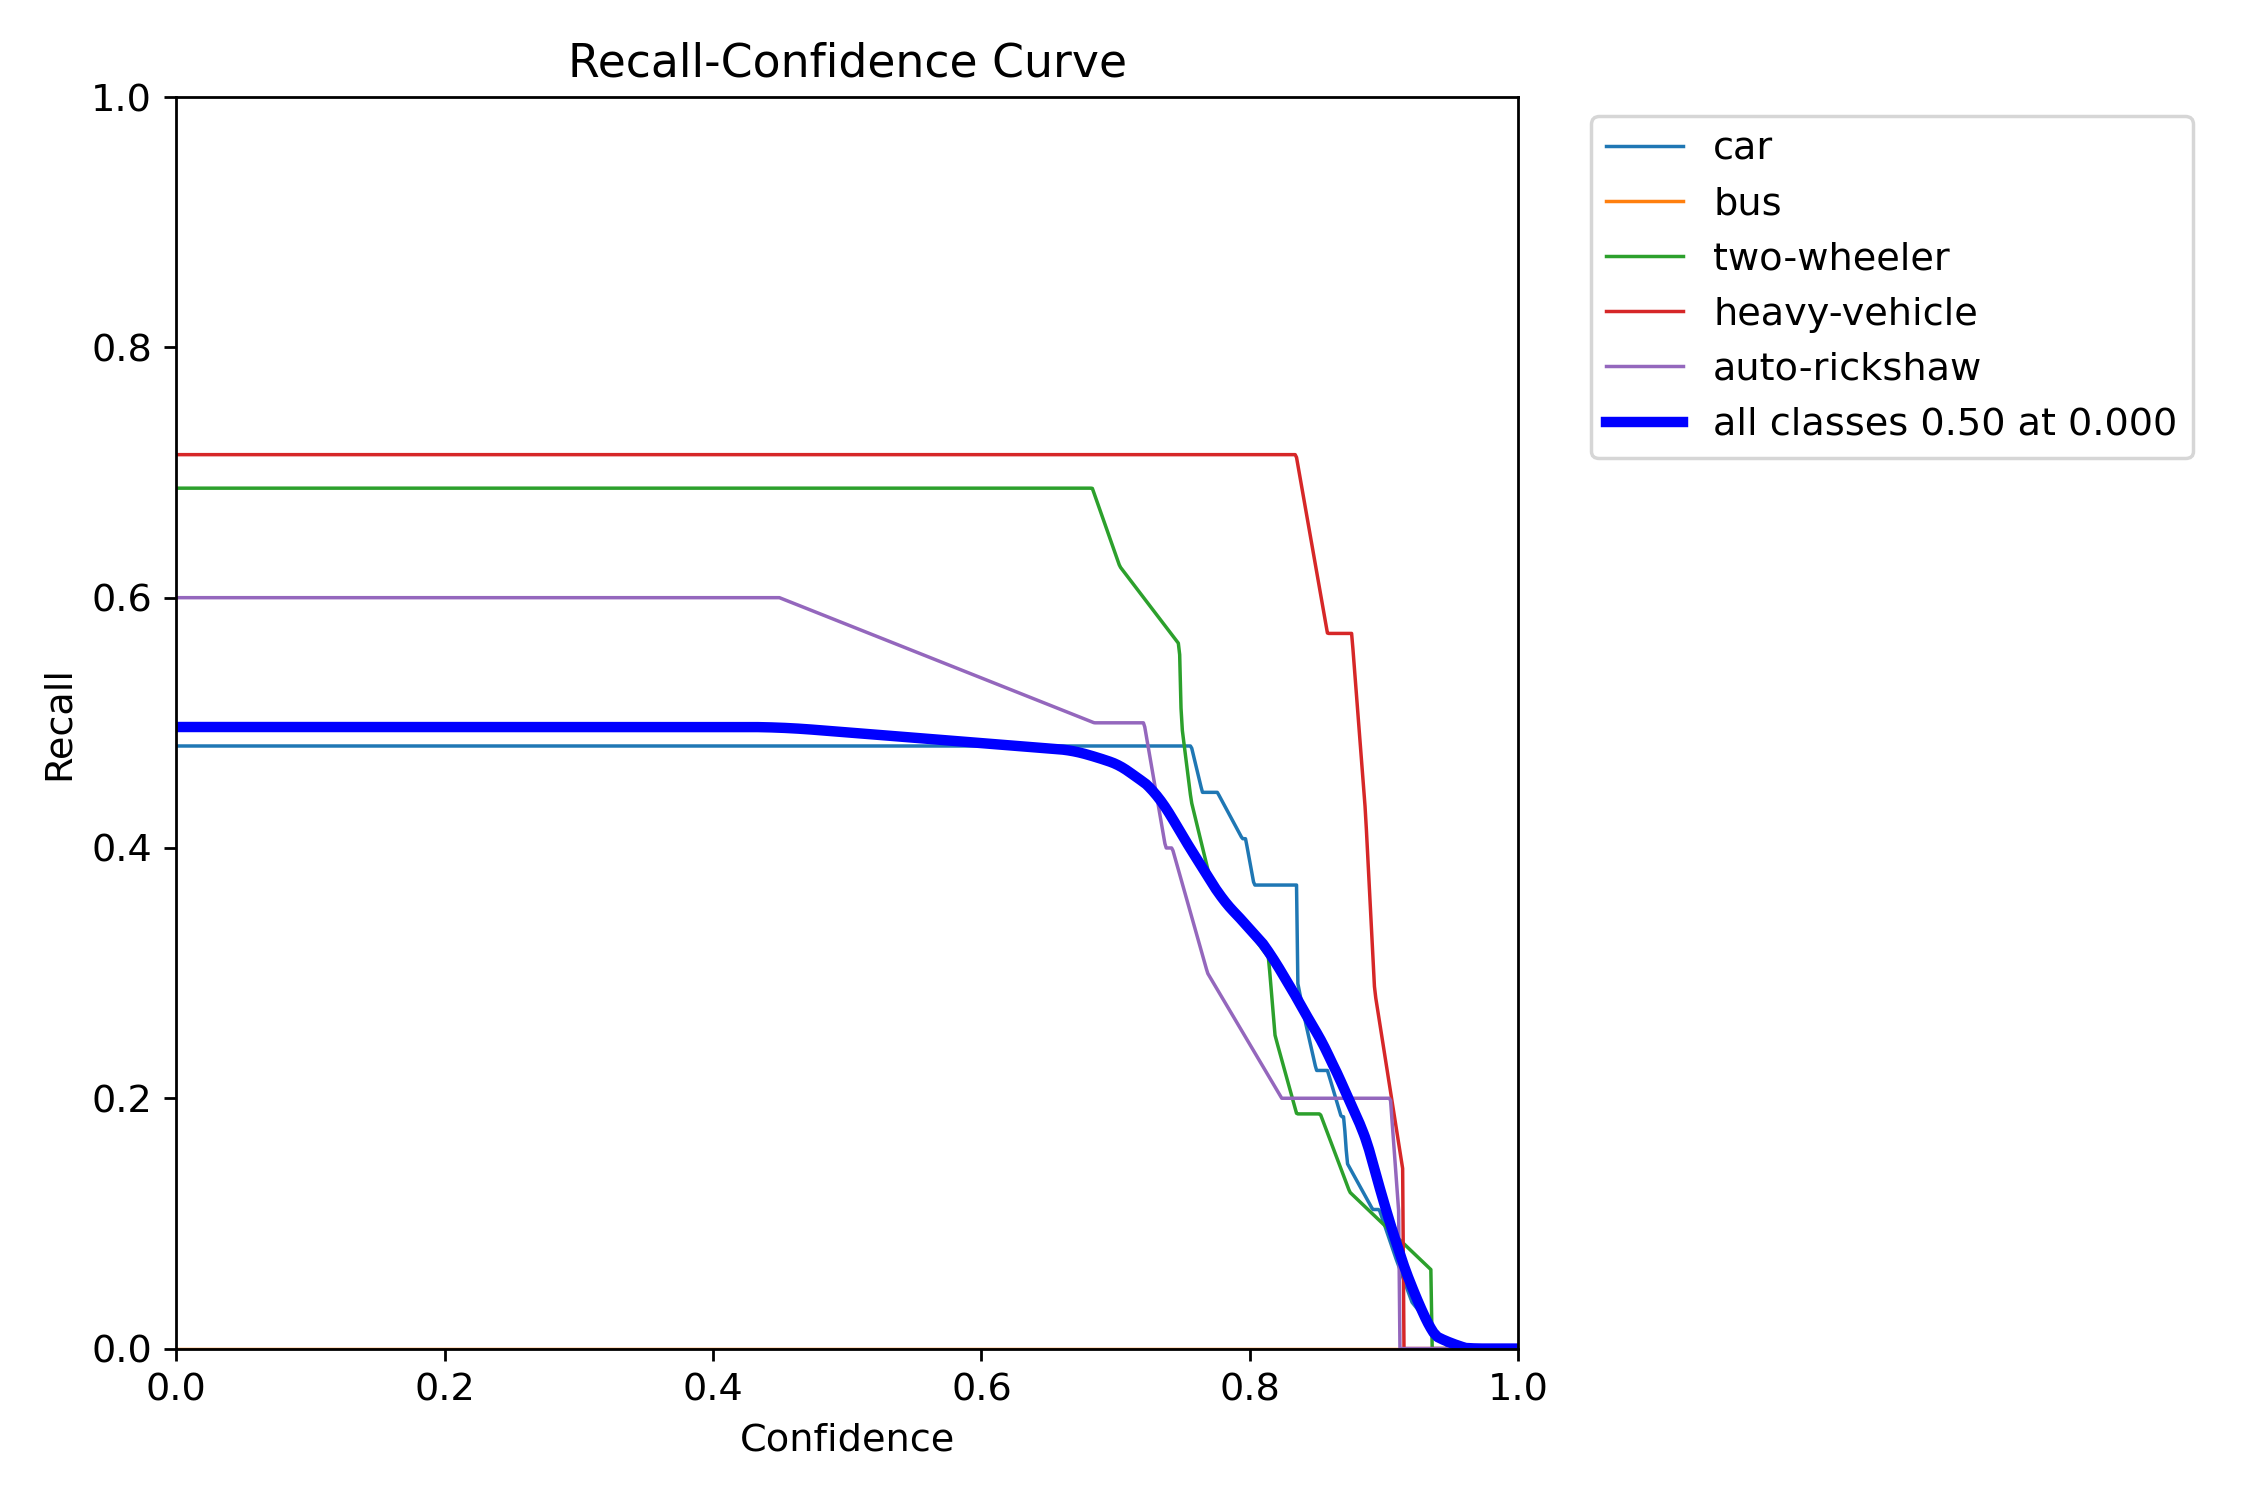 Recall-Confidence Curve
1.0
0.8
0.6
0.4
0.2
0.0
Recall
0.0 0.2 0.4 0.6 0.8 1.0
Confidence
car
bus
two-wheeler
heavy-vehicle
auto-rickshaw
all classes 0.50 at 0.000